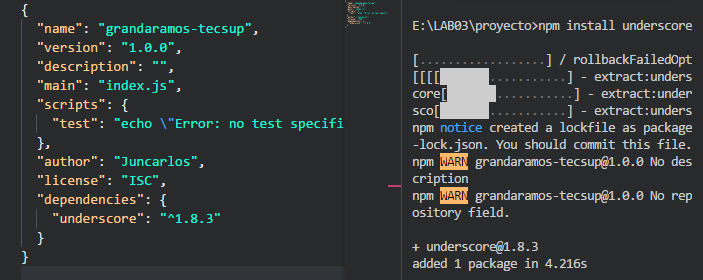 {
"name": "grandaramos-tecsup",
"version": "1.0.0",
"description": "",
"main": "index.js",
"scripts": {
"test": "echo \"Error: no test specifi
},
"author": "Juncarlos",
"license": "ISC",
"dependencies": {
"underscore": "^1.8.3"
}
}
E:\LAB03\proyecto>npm install underscore
[..................] / rollbackFailedOpt
[[[[ ...........] - extract:unders
core[ ...........] - extract:under
sco[ ...........] - extract:unders
npm notice created a lockfile as package
-lock.json. You should commit this file.
npm WARN grandaramos-tecsup@1.0.0 No des
cription
npm WARN grandaramos-tecsup@1.0.0 No rep
ository field.
+ underscore@1.8.3
added 1 package in 4.216s